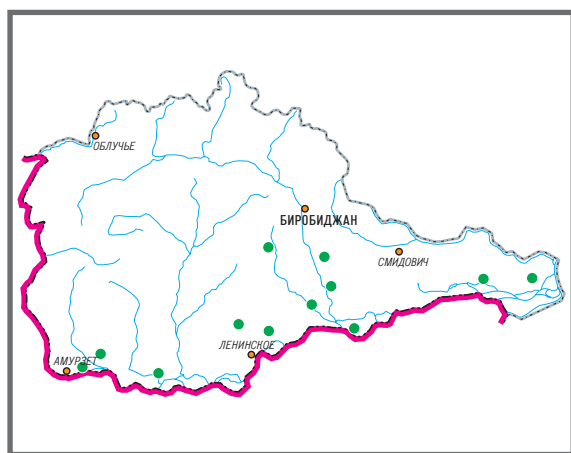 ОБЛУЧЬЕ
БИРОБИДЖАН
СМИДОВИЧ
ЛЕНИНСКОЕ
АМУРЗЕТ